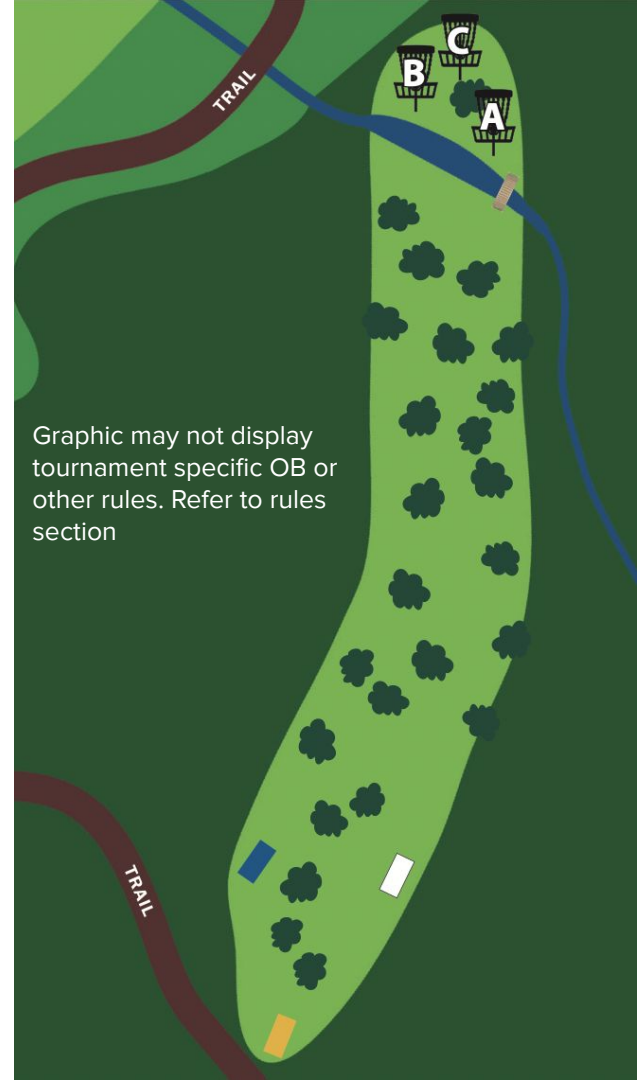 C
B
TRAIL
A
Graphic may not display
tournament specific OB or
other rules. Refer to rules
section
TRAIL